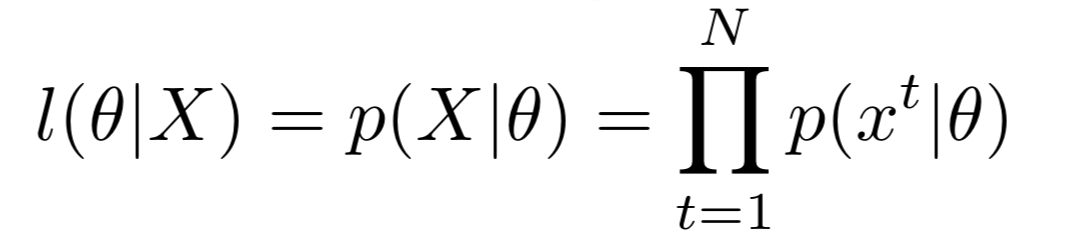 l(θ|X) = p(X|θ) = ∏_{t=1}^{N} p(x^t|θ)